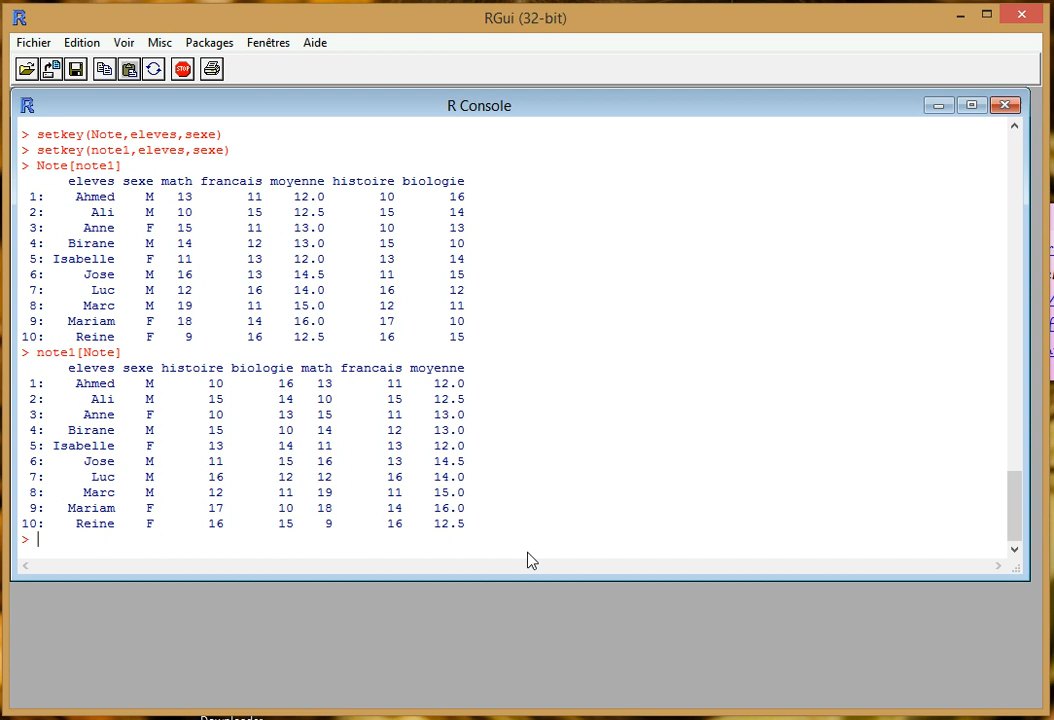 RGui (32-bit)
Fichier Edition Voir Misc Packages Fenêtres Aide
STOP
R Console
> setkey(Note,eleves,sexe)
> setkey(note1,eleves,sexe)
> Note[note1]
eleves sexe math francais moyenne histoire biologie
1: Ahmed M 13 11 12.0 10 16
2: Ali M 10 15 12.5 15 14
3: Anne F 15 11 13.0 10 13
4: Birane M 14 12 13.0 15 10
5: Isabelle F 11 13 12.0 13 14
6: Jose M 16 13 14.5 11 15
7: Luc M 12 16 14.0 16 12
8: Marc M 19 11 15.0 12 11
9: Mariam F 18 14 16.0 17 10
10: Reine F 9 16 12.5 16 15
> note1[Note]
eleves sexe histoire biologie math francais moyenne
1: Ahmed M 10 16 13 11 12.0
2: Ali M 15 14 10 15 12.5
3: Anne F 10 13 15 11 13.0
4: Birane M 15 10 14 12 13.0
5: Isabelle F 13 14 11 13 12.0
6: Jose M 11 15 16 13 14.5
7: Luc M 16 12 12 16 14.0
8: Marc M 12 11 19 11 15.0
9: Mariam F 17 10 18 14 16.0
10: Reine F 16 15 9 16 12.5
>